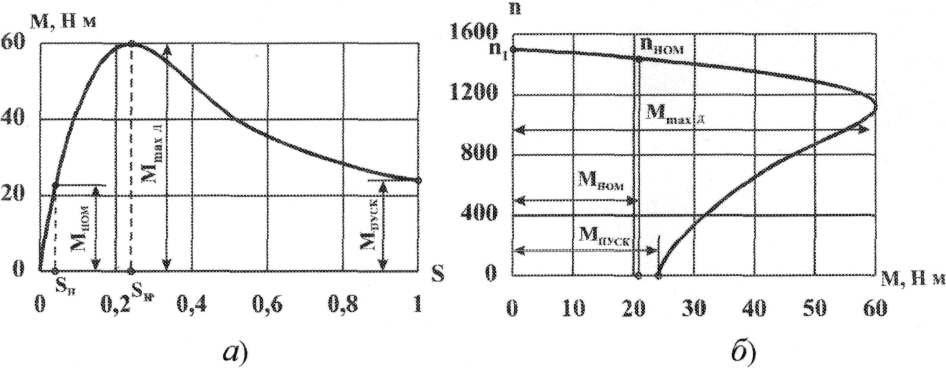 М, Н м
60
40
20
0
Mmax д
Mном
Mпуск
Sн
Sкр
S
0 0,2 0,4 0,6 0,8 1
а)
n
1600
n1
nном
1200
Mmax д
800
Mном
400
Mпуск
0
М, Н м
0 10 20 30 40 50 60
б)